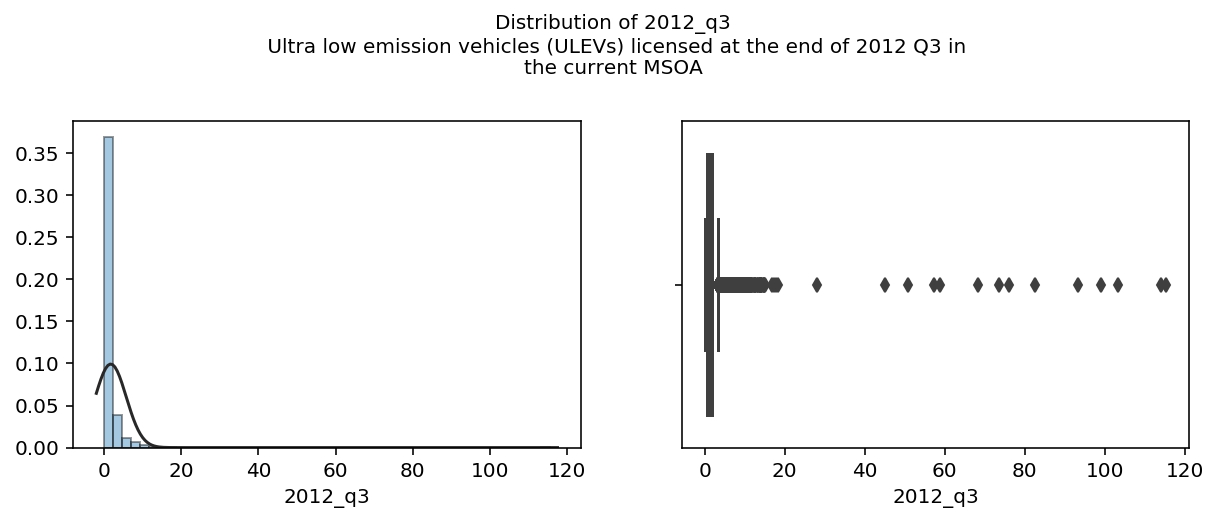 Distribution of 2012_q3
Ultra low emission vehicles (ULEVs) licensed at the end of 2012 Q3 in
the current MSOA
0.35
0.30
0.25
0.20
0.15
0.10
0.05
0.00
0 20 40 60 80 100 120
2012_q3
0 20 40 60 80 100 120
2012_q3